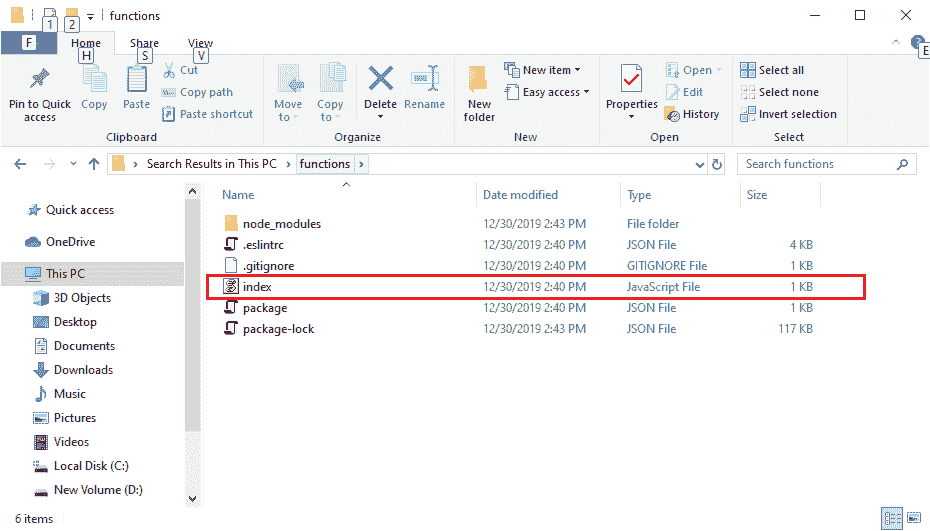 1 2 functions
F Home Share View
H S V E
Pin to Quick access
Copy
Paste
Cut
Copy path
Paste shortcut
Clipboard
Move to
Copy to
Delete
Rename
Organize
New folder
New item
Easy access
New
Properties
Open
Edit
History
Open
Select all
Select none
Invert selection
Select
Search Results in This PC functions
Search functions
Quick access
OneDrive
This PC
3D Objects
Desktop
Documents
Downloads
Music
Pictures
Videos
Local Disk (C:)
New Volume (D:)
Name Date modified Type Size
node_modules 12/30/2019 2:43 PM File folder
.eslintrc 12/30/2019 2:40 PM JSON File 4 KB
.gitignore 12/30/2019 2:40 PM GITIGNORE File 1 KB
index 12/30/2019 2:40 PM JavaScript File 1 KB
package 12/30/2019 2:40 PM JSON File 1 KB
package-lock 12/30/2019 2:43 PM JSON File 117 KB
6 items